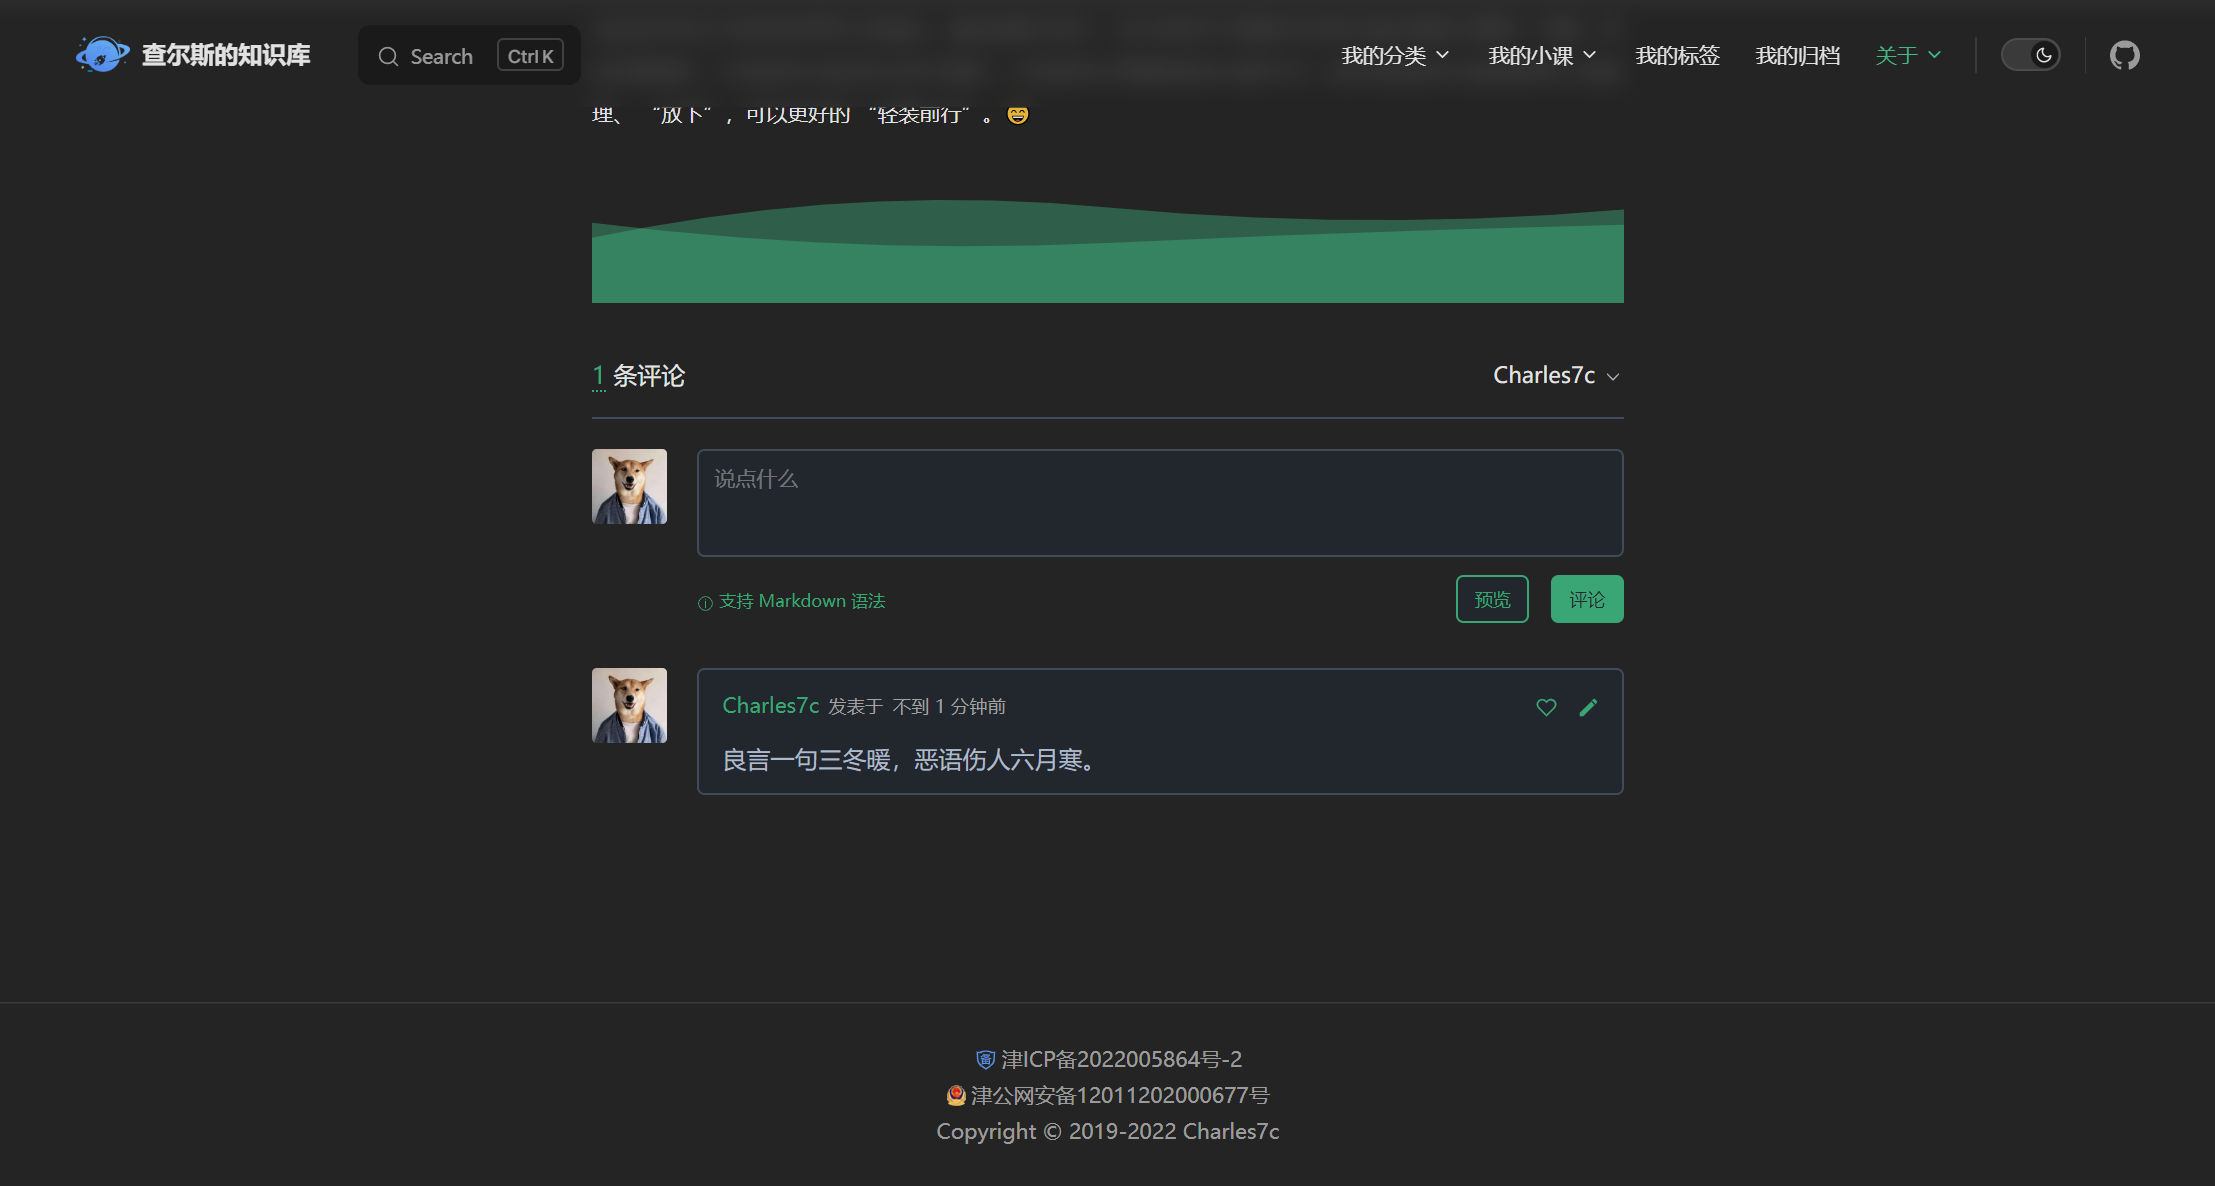 查尔斯的知识库 Search Ctrl K 我的分类 我的小课 我的标签 我的归档 关于
理、 “放下”，可以更好的 “轻装前行”。😄
1 条评论 Charles7c
说点什么
支持 Markdown 语法 预览 评论
Charles7c 发表于 不到 1 分钟前
良言一句三冬暖，恶语伤人六月寒。
津ICP备2022005864号-2
津公网安备12011202000677号
Copyright © 2019-2022 Charles7c